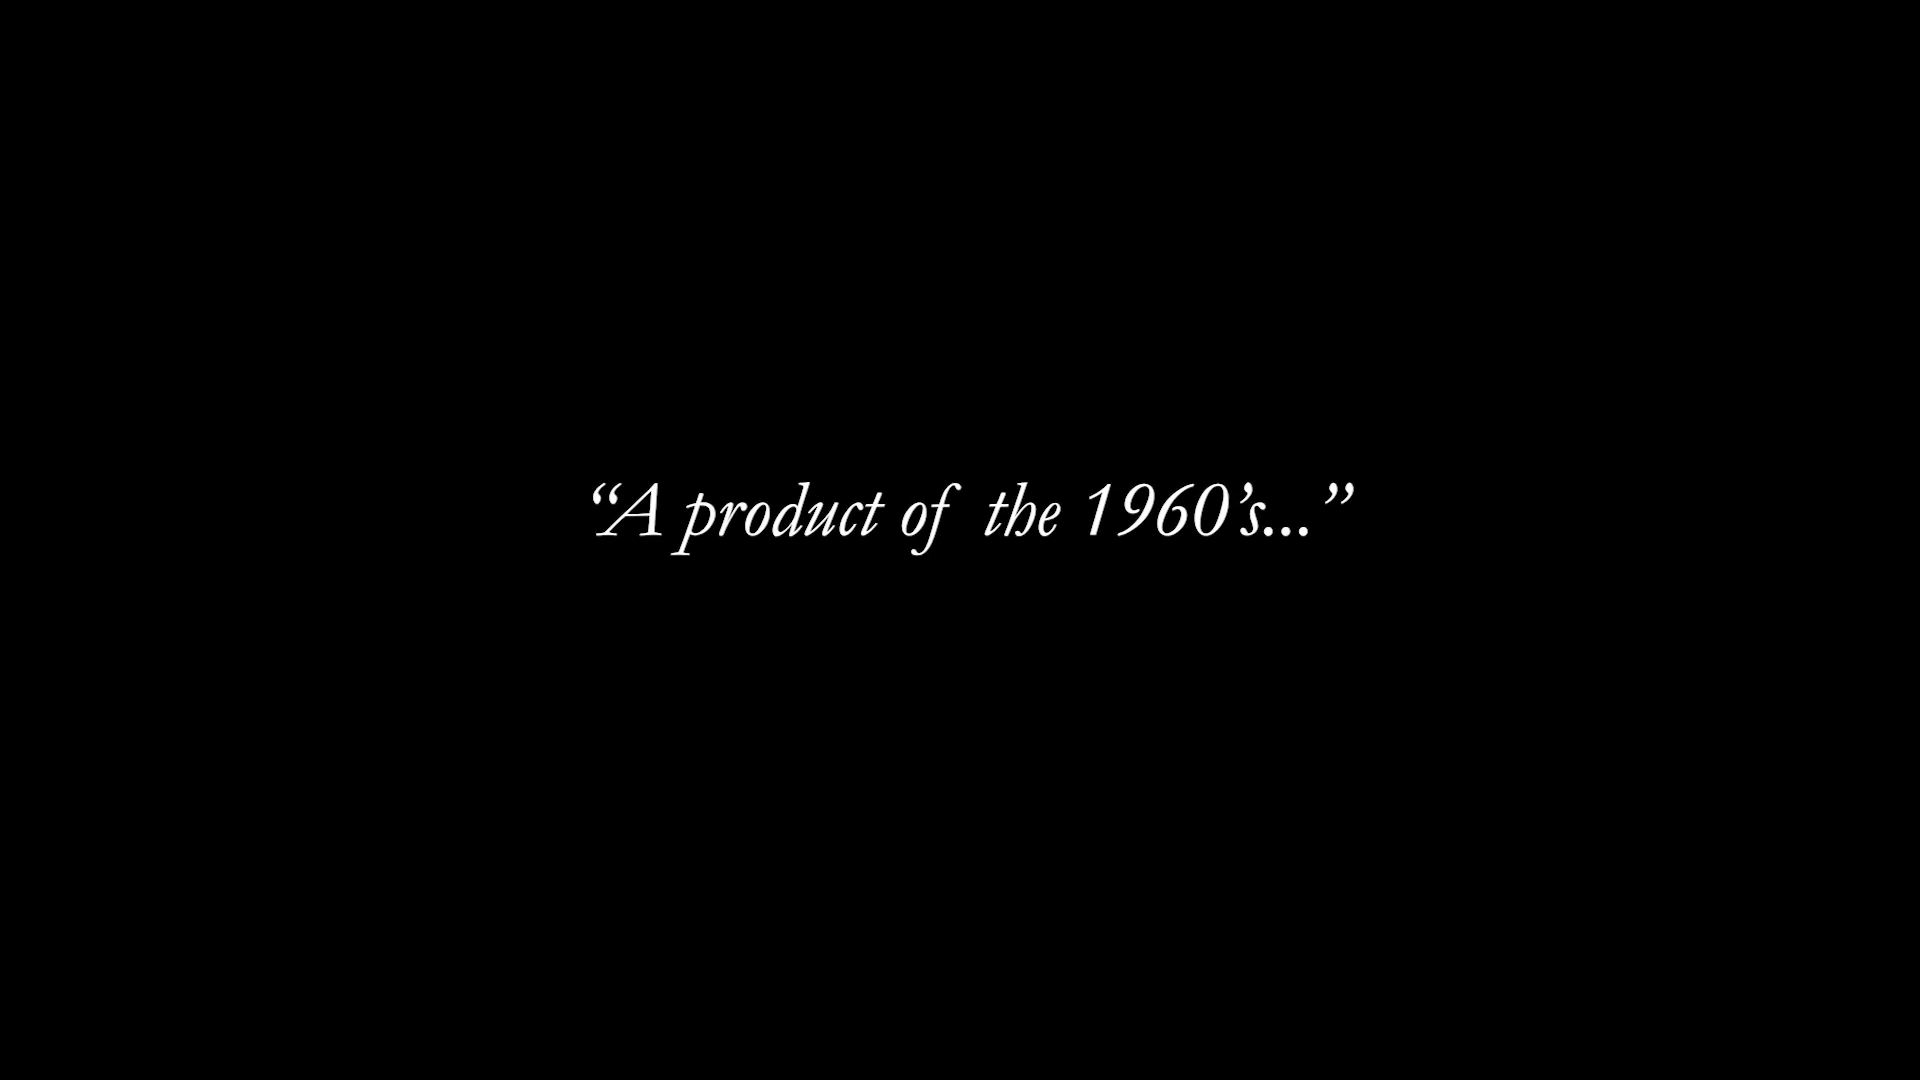 “A product of the 1960’s...”